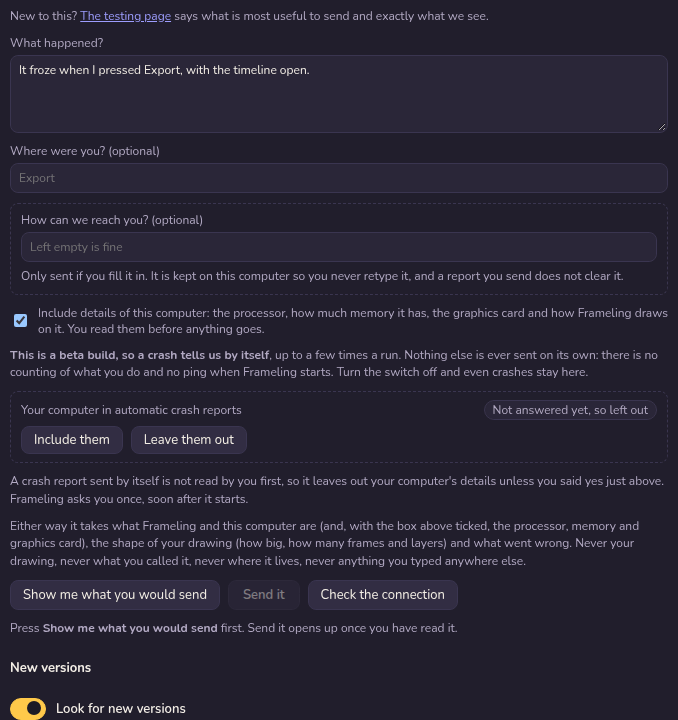 New to this? The testing page says what is most useful to send and exactly what we see.
What happened?
It froze when I pressed Export, with the timeline open.
Where were you? (optional)
Export
How can we reach you? (optional)
Left empty is fine
Only sent if you fill it in. It is kept on this computer so you never retype it, and a report you send does not clear it.
Include details of this computer: the processor, how much memory it has, the graphics card and how Frameling draws
on it. You read them before anything goes.
This is a beta build, so a crash tells us by itself, up to a few times a run. Nothing else is ever sent on its own: there is no
counting of what you do and no ping when Frameling starts. Turn the switch off and even crashes stay here.
Your computer in automatic crash reports
Not answered yet, so left out
Include them
Leave them out
A crash report sent by itself is not read by you first, so it leaves out your computer's details unless you said yes just above.
Frameling asks you once, soon after it starts.
Either way it takes what Frameling and this computer are (and, with the box above ticked, the processor, memory and
graphics card), the shape of your drawing (how big, how many frames and layers) and what went wrong. Never your
drawing, never what you called it, never where it lives, never anything you typed anywhere else.
Show me what you would send
Send it
Check the connection
Press Show me what you would send first. Send it opens up once you have read it.
New versions
Look for new versions